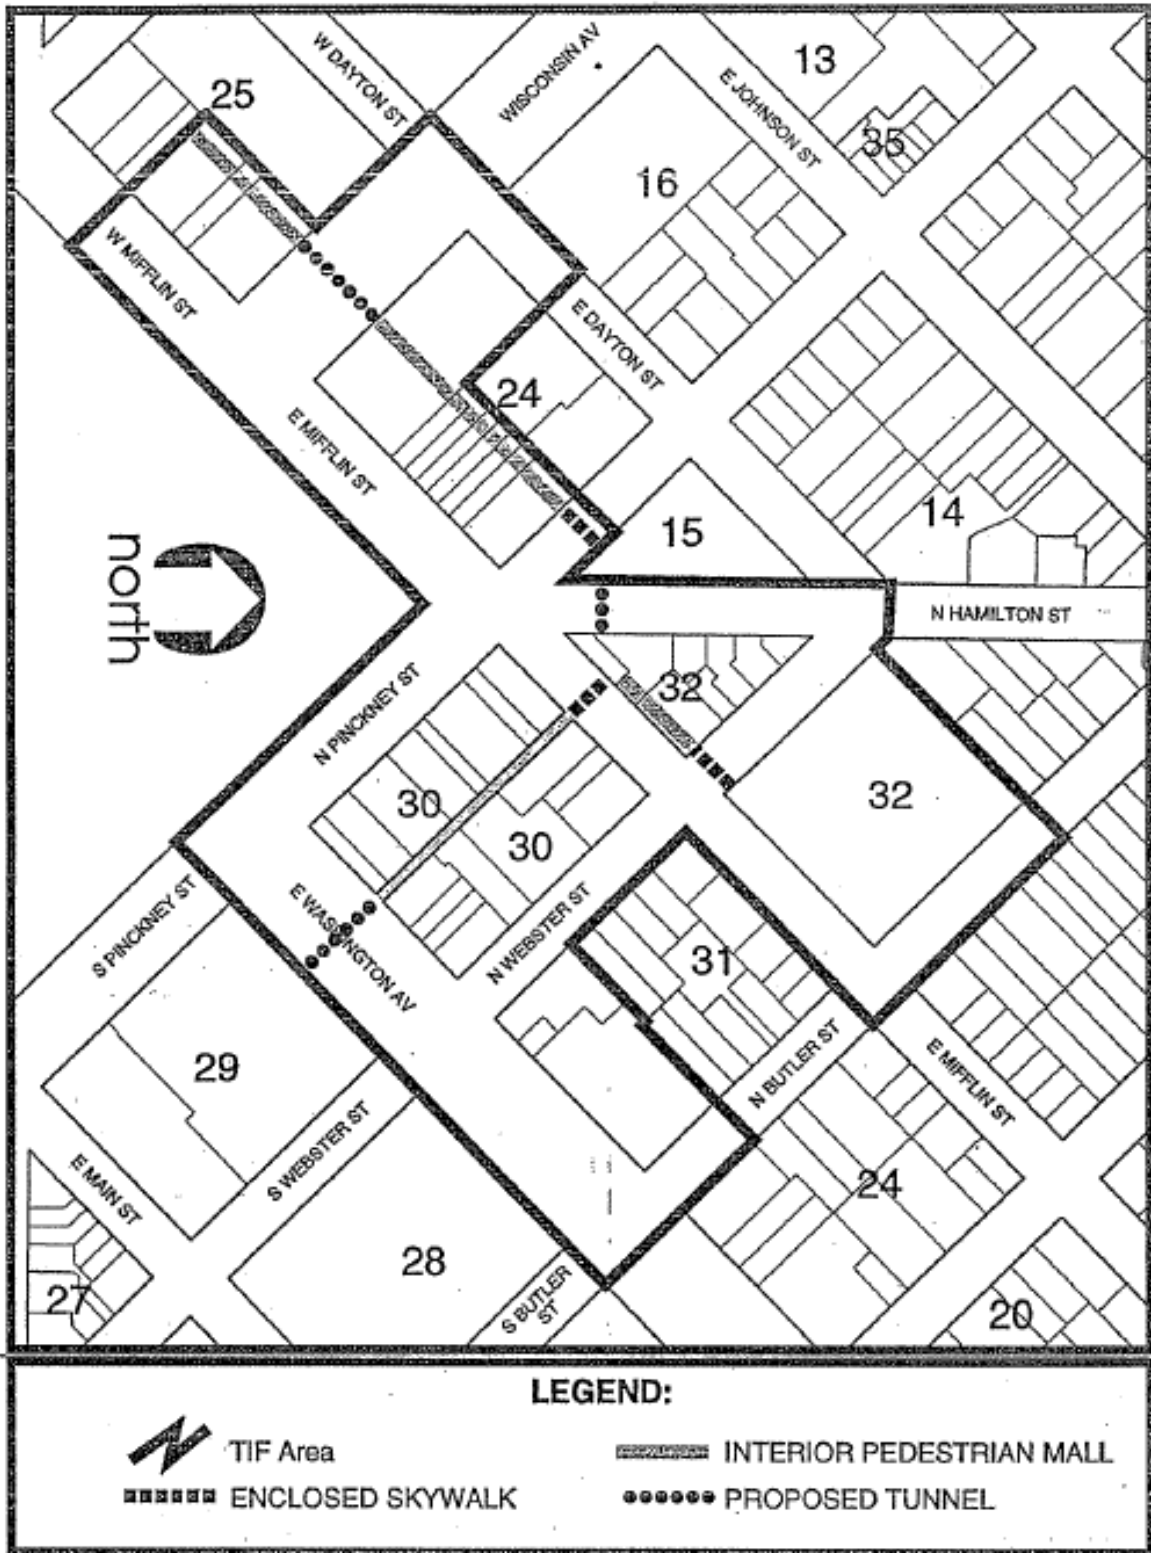 25
W DAYTON ST
WISCONSIN AV
13
E JOHNSON ST
35
16
W MIFFLIN ST
E DAYTON ST
24
E MIFFLIN ST
14
15
north
N HAMILTON ST
N PINCKNEY ST
32
32
30
30
E WASHINGTON AV
S PINCKNEY ST
N WEBSTER ST
31
29
N BUTLER ST
E MIFFLIN ST
S WEBSTER ST
E MAIN ST
24
28
S BUTLER
ST
27
20
LEGEND:
TIF Area
INTERIOR PEDESTRIAN MALL
ENCLOSED SKYWALK
PROPOSED TUNNEL